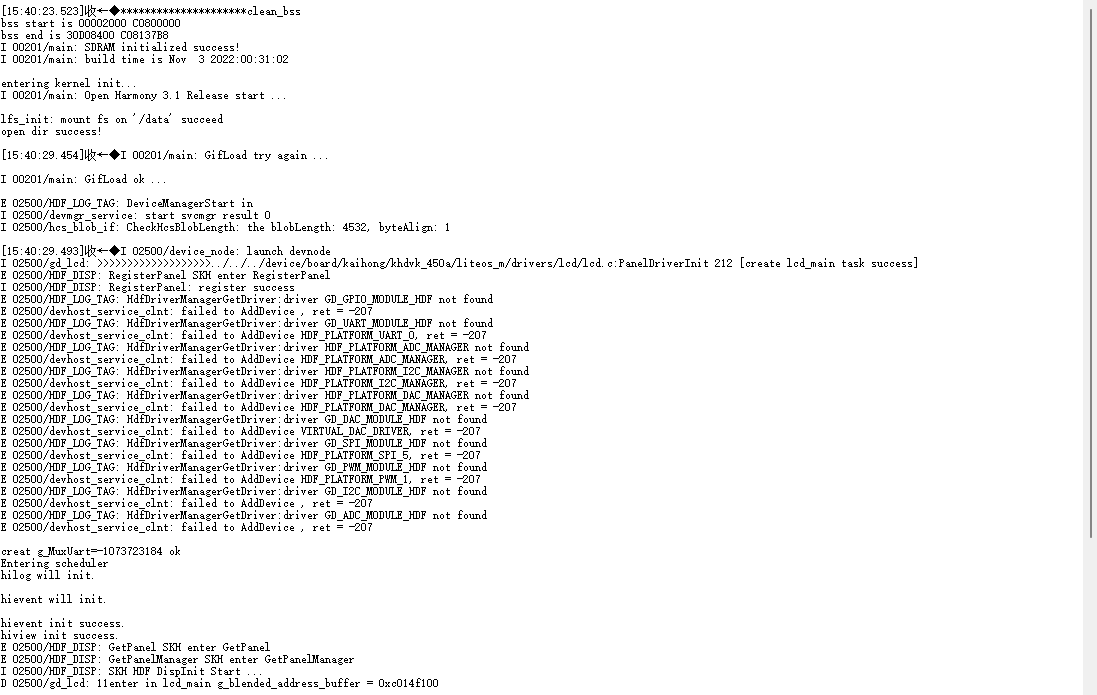 [15:40:23.523]收←◆*********************clean_bss
bss start is 00002000 C0800000
bss end is 30D08400 C08137B8
I 00201/main: SDRAM initialized success!
I 00201/main: build time is Nov  3 2022:00:31:02
entering kernel init...
I 00201/main: Open Harmony 3.1 Release start ...
lfs_init: mount fs on '/data' succeed
open dir success!
[15:40:29.454]收←◆I 00201/main: GifLoad try again ...
I 00201/main: GifLoad ok ...
E 02500/HDF_LOG_TAG: DeviceManagerStart in
I 02500/devmgr_service: start svcmgr result 0
I 02500/hcs_blob_if: CheckHcsBlobLength: the blobLength: 4532, byteAlign: 1
[15:40:29.493]收←◆I 02500/device_node: launch devnode
I 02500/gd_lcd: >>>>>>>>>>>>>>>>>>>../../../device/board/kaihong/khdvk_450a/liteos_m/drivers/lcd/lcd.c:PanelDriverInit 212 [create lcd_main task success]
E 02500/HDF_DISP: RegisterPanel SKH enter RegisterPanel
I 02500/HDF_DISP: RegisterPanel: register success
E 02500/HDF_LOG_TAG: HdfDriverManagerGetDriver:driver GD_GPIO_MODULE_HDF not found
E 02500/devhost_service_clnt: failed to AddDevice , ret = -207
E 02500/HDF_LOG_TAG: HdfDriverManagerGetDriver:driver GD_UART_MODULE_HDF not found
E 02500/devhost_service_clnt: failed to AddDevice HDF_PLATFORM_UART_0, ret = -207
E 02500/HDF_LOG_TAG: HdfDriverManagerGetDriver:driver HDF_PLATFORM_ADC_MANAGER not found
E 02500/devhost_service_clnt: failed to AddDevice HDF_PLATFORM_ADC_MANAGER, ret = -207
E 02500/HDF_LOG_TAG: HdfDriverManagerGetDriver:driver HDF_PLATFORM_I2C_MANAGER not found
E 02500/devhost_service_clnt: failed to AddDevice HDF_PLATFORM_I2C_MANAGER, ret = -207
E 02500/HDF_LOG_TAG: HdfDriverManagerGetDriver:driver HDF_PLATFORM_DAC_MANAGER not found
E 02500/devhost_service_clnt: failed to AddDevice HDF_PLATFORM_DAC_MANAGER, ret = -207
E 02500/HDF_LOG_TAG: HdfDriverManagerGetDriver:driver GD_DAC_MODULE_HDF not found
E 02500/devhost_service_clnt: failed to AddDevice VIRTUAL_DAC_DRIVER, ret = -207
E 02500/HDF_LOG_TAG: HdfDriverManagerGetDriver:driver GD_SPI_MODULE_HDF not found
E 02500/devhost_service_clnt: failed to AddDevice HDF_PLATFORM_SPI_5, ret = -207
E 02500/HDF_LOG_TAG: HdfDriverManagerGetDriver:driver GD_PWM_MODULE_HDF not found
E 02500/devhost_service_clnt: failed to AddDevice HDF_PLATFORM_PWM_1, ret = -207
E 02500/HDF_LOG_TAG: HdfDriverManagerGetDriver:driver GD_I2C_MODULE_HDF not found
E 02500/devhost_service_clnt: failed to AddDevice , ret = -207
E 02500/HDF_LOG_TAG: HdfDriverManagerGetDriver:driver GD_ADC_MODULE_HDF not found
E 02500/devhost_service_clnt: failed to AddDevice , ret = -207
creat g_MuxUart=-1073723184 ok
Entering scheduler
hilog will init.
hievent will init.
hievent init success.
hiview init success.
E 02500/HDF_DISP: GetPanel SKH enter GetPanel
E 02500/HDF_DISP: GetPanelManager SKH enter GetPanelManager
I 02500/HDF_DISP: SKH HDF DispInit Start ...
D 02500/gd_lcd: 11enter in lcd_main g_blended_address_buffer = 0xc014f100